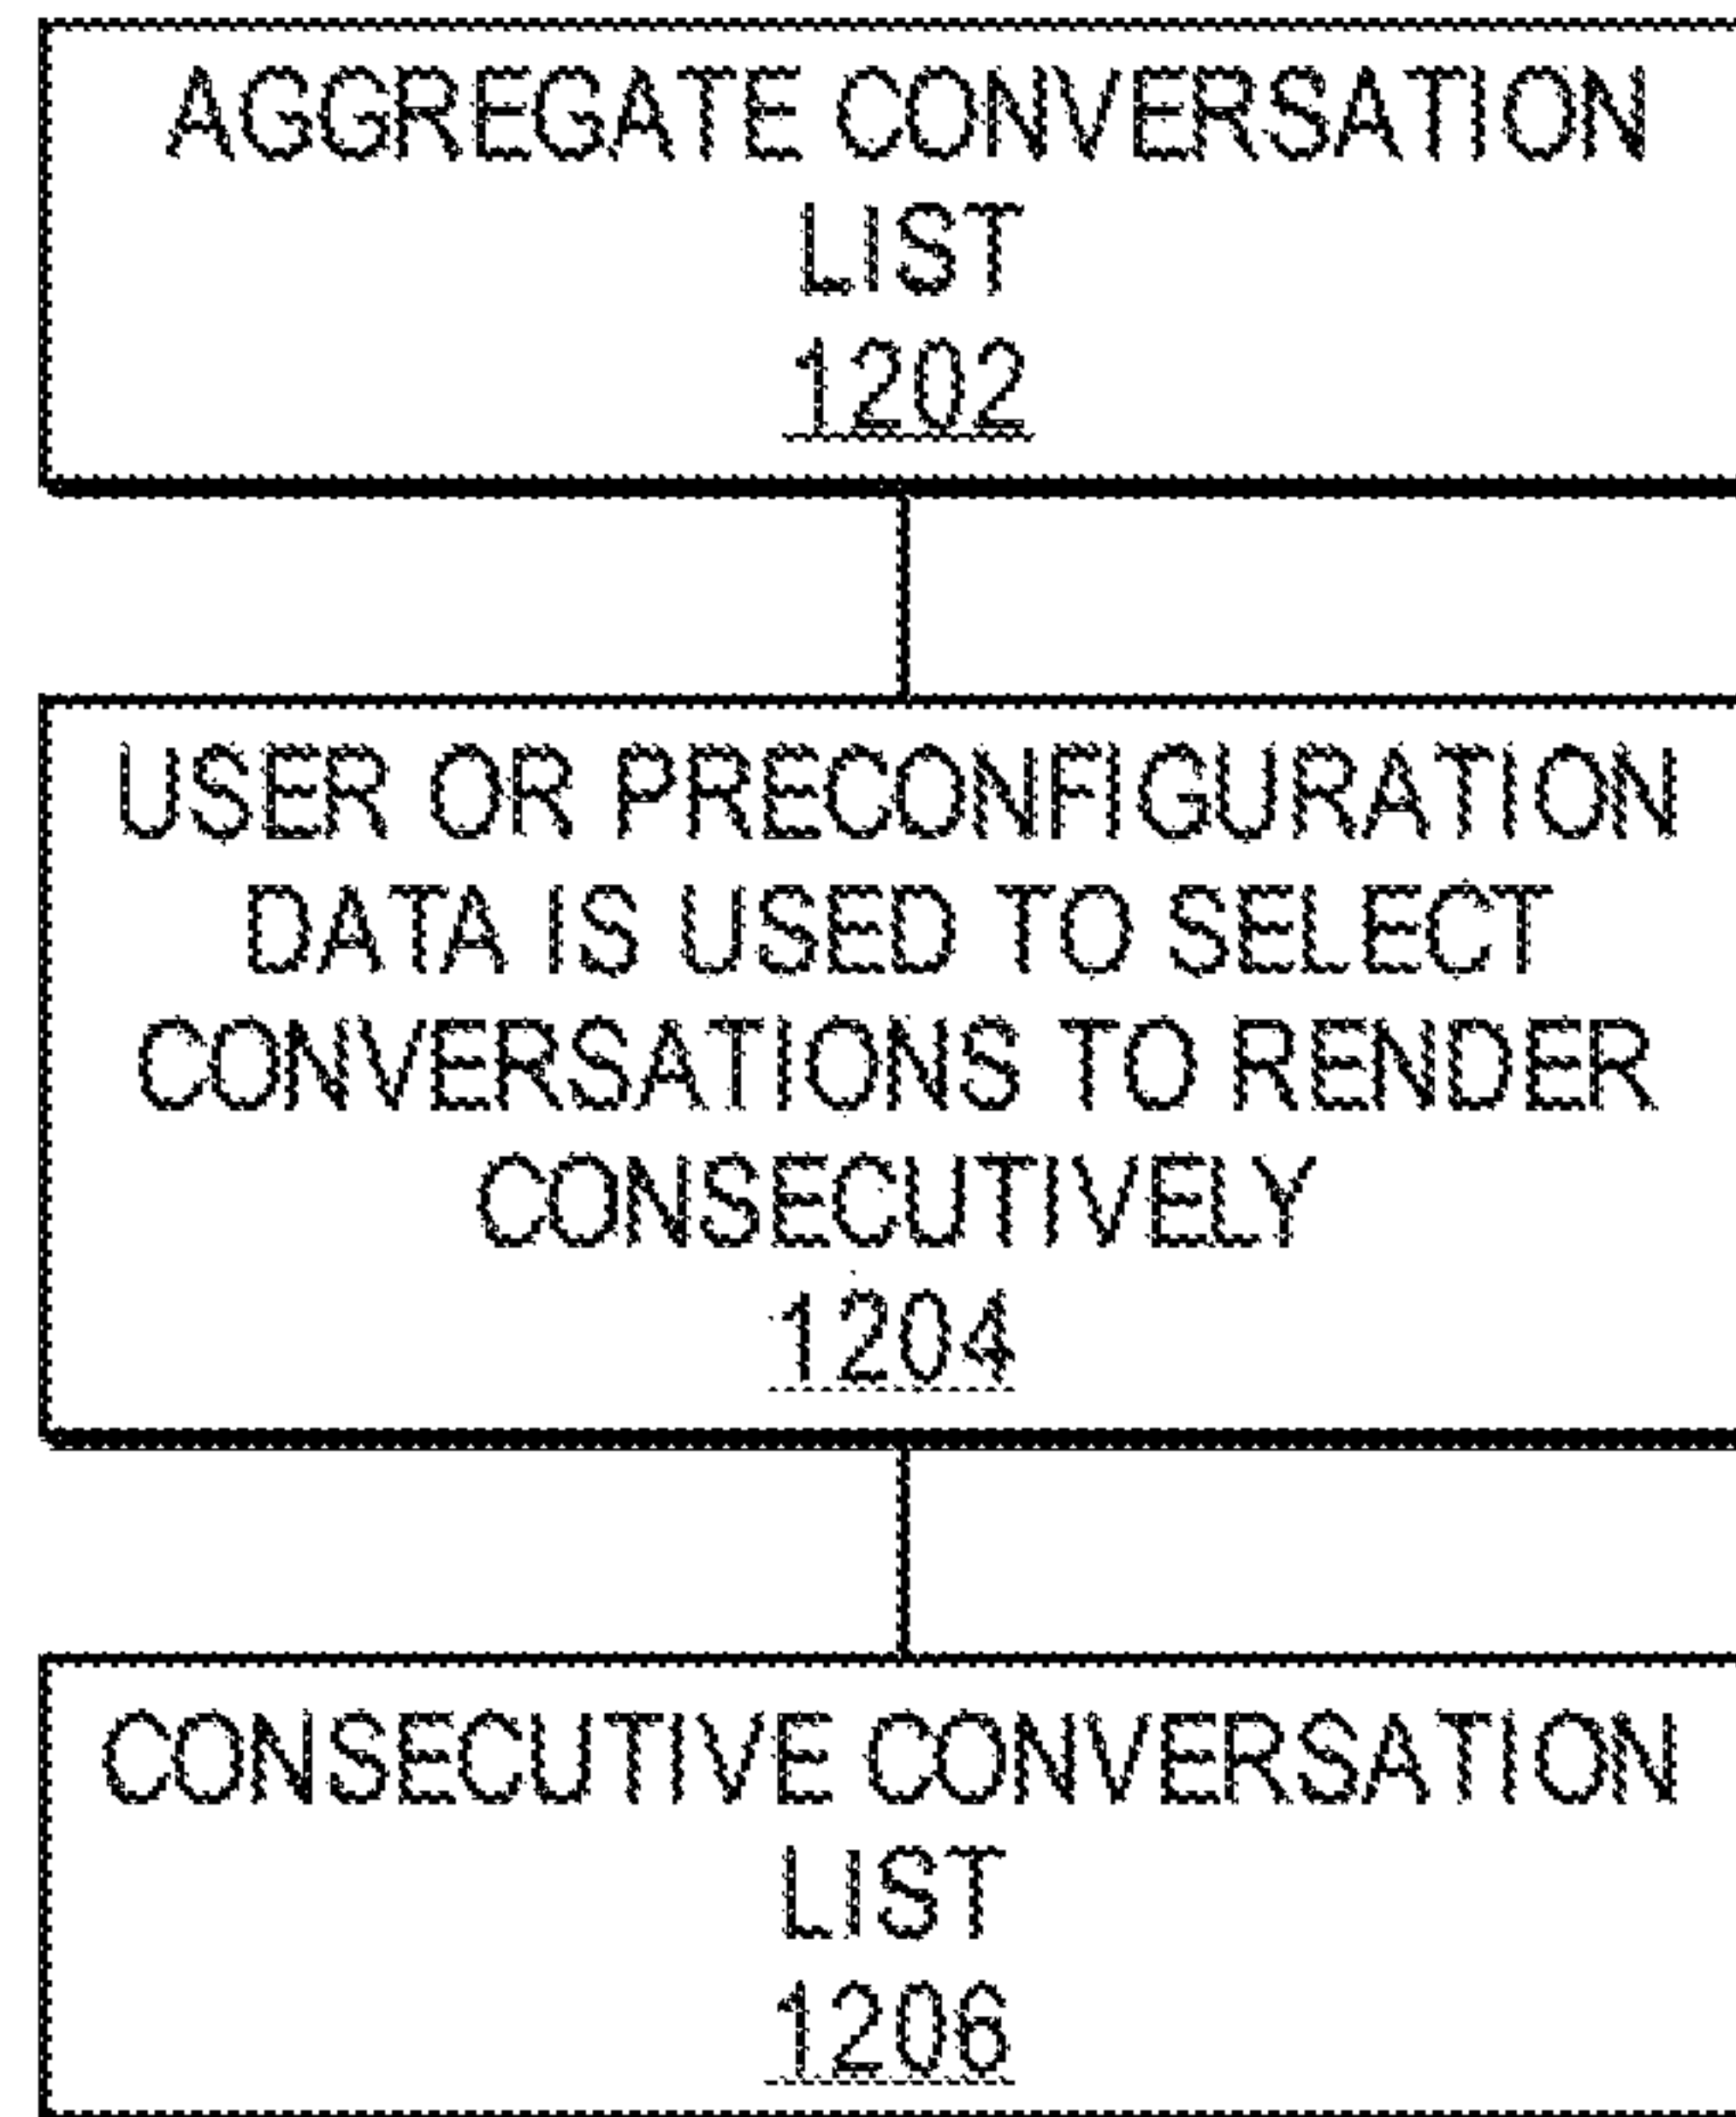 AGGREGATE CONVERSATION
LIST
1202
USER OR PRECONFIGURATION
DATA IS USED TO SELECT
CONVERSATIONS TO RENDER
CONSECUTIVELY
1204
CONSECUTIVE CONVERSATION
LIST
1206